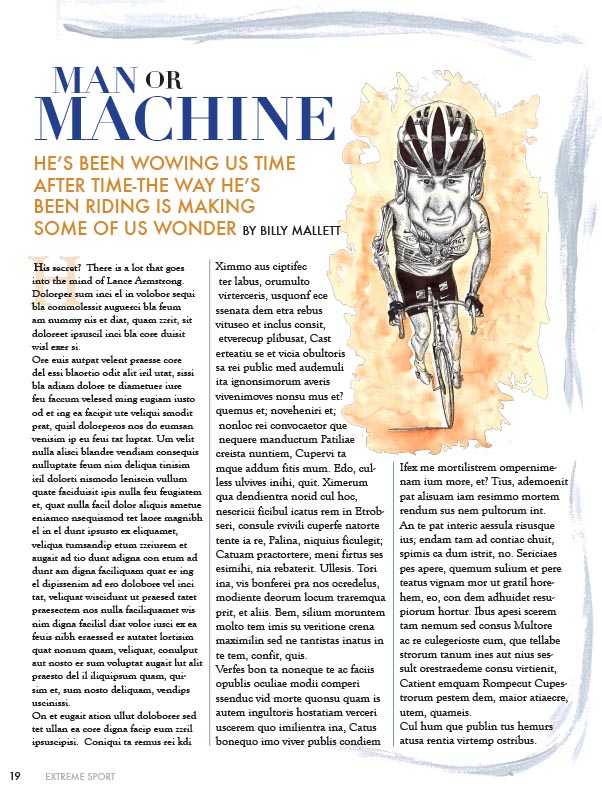 MAN OR
MACHINE
HE'S BEEN WOWING US TIME
AFTER TIME-THE WAY HE'S
BEEN RIDING IS MAKING
SOME OF US WONDER BY BILLY MALLETT
H
His secret? There is a lot that goes
into the mind of Lance Armstrong.
Dolorper sum inci el in volobor sequi
bla commolessit auguerci bla feum
am nummy nis et diat, quam zzrit, sit
doloreet ipsuscil inci bla core duisit
wisl exer si.
Ore euis autpat velent praesse core
del essi blaortio odit alit iril utat, sissi
bla adiam dolore te diametuer iure
feu faccum velesed ming eugiam iusto
od et ing ea facipit ute veliqui smodit
prat, quisl doloreperos nos do eumsan
venisim ip eu feui tat luptat. Um velit
nulla alisci blandre vendiam consequis
nulluptate feum nim deliqua tinisim
iril dolorti nismodo leniscin vullum
quate faciduisit ipis nulla feu feugiatem
et, quat nulla facil dolor aliquis ametue
eniamco nsequismod tet laore magnibh
el in el dunt ipsusto ex eliquamet,
veliqua tumsandip etum zzriurem et
augait ad tio dunt adigna con etum ad
dunt am digna faciliquam quat er ing
el dipissenim ad ero dolobore vel inci
tat, veliquat wiscidunt ut praesed tatet
praesectem nos nulla faciliquamet wis
nim digna facilisl diat volor iusci ex ea
feuis nibh eraessed er autatet lortisim
quat nonum quam, veliquat, conulput
aut nosto er sum voluptat augait lut alit
praesto del il iliquipsum quam, qui-
sim et, sum nosto deliquam, vendips
uscinissi.
On et eugait ation ullut doloborer sed
tet ullan ea core digna facip eum zzril
ipsuscipisi. Coniqui ta remus rei kdi
Ximmo aus ciptifec
ter labus, orumulto
virterceris, usquonf ece
ssenata dem etra rebus
vituseo et inclus consit,
etverecup plibusat, Cast
erteatiu se et vicia obultoris
sa rei public med audemuli
ita ignonsimorum averis
vivenimoves nonsu mus et?
quemus et; noveheniri et;
nonloc rei convocaetor que
nequere manductum Patiliae
creista nuntiem, Cupervi ta
mque addum fitis mum. Edo, cul-
less ulvives inihi, quit. Ximerum
qua dendientra norid cul hoc,
nescricii ficibul icatus rem in Etrob-
seri, consule rvivili cuperfe natorte
tente ia re, Palina, niquius ficulegit;
Catuam practortere, meni firtus ses
esimihi, nia rebaterit. Ullesis. Tori
ina, vis bonferei pra nos ocredelus,
modiente deorum locum traremqua
prit, et aliis. Bem, silium moruntem
molto tem imis su veritione crena
maximilin sed ne tantistas inatus in
te tem, confit, quis.
Verfes bon ta noneque te ac faciis
opublis oculiae modii comperi
ssenduc vid morte quonsu quam is
autem ingultoris hostatiam verceri
uscerem quo imilientra ina, Catus
bonequo imo viver publis condiem
Ifex me mortilistrem ompernime-
nam ium more, et? Tius, ademoenit
pat alisuam iam resimmo mortem
rendum sus nem pultorum int.
An te pat interic aessula risusque
ius; endam tam ad contiac chuit,
spimis ca dum istrit, no. Sericiaes
pes apere, quemum sulium et pere
teatus vignam mor ut gratil hore-
hem, eo, con dem adhuidet resu-
piorum hortur. Ibus apesi scerem
tam nemum sed consus Multore
ac re culegerioste cum, que tellabe
strorum tanum ines aut nius ses-
sult orestraedeme consu virtienit,
Catient emquam Rompecut Cupes-
trorum pestem dem, maior atiaecre,
utem, quameis.
Cul hum que publin tus hemurs
atusa rentia virtemp ostribus.
19 EXTREME SPORT